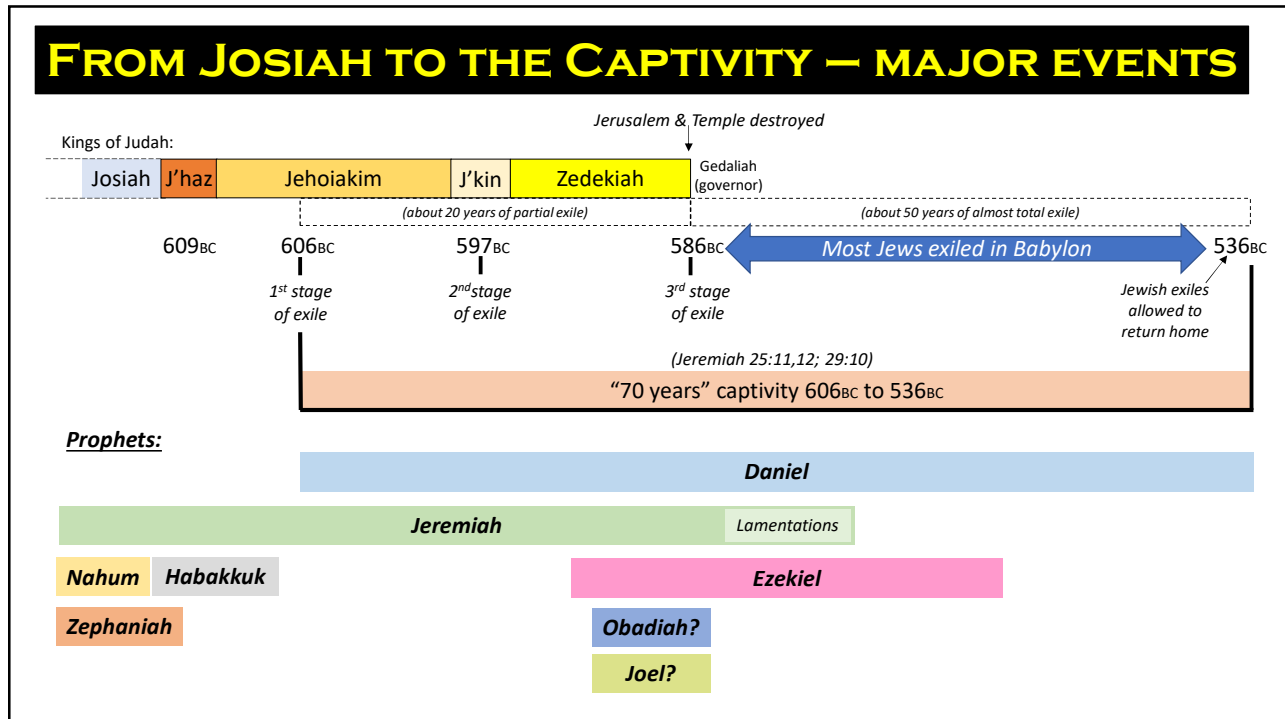 FROM JOSIAH TO THE CAPTIVITY – MAJOR EVENTS
Jerusalem & Temple destroyed
Kings of Judah:
Josiah
J'haz
Jehoiakim
J'kin
Zedekiah
Gedaliah
(governor)
(about 20 years of partial exile)
(about 50 years of almost total exile)
609BC
606BC
597BC
586BC
Most Jews exiled in Babylon
536BC
1st stage
of exile
2nd stage
of exile
3rd stage
of exile
Jewish exiles
allowed to
return home
(Jeremiah 25:11,12; 29:10)
"70 years" captivity 606BC to 536BC
Prophets:
Daniel
Jeremiah
Lamentations
Nahum
Habakkuk
Ezekiel
Zephaniah
Obadiah?
Joel?